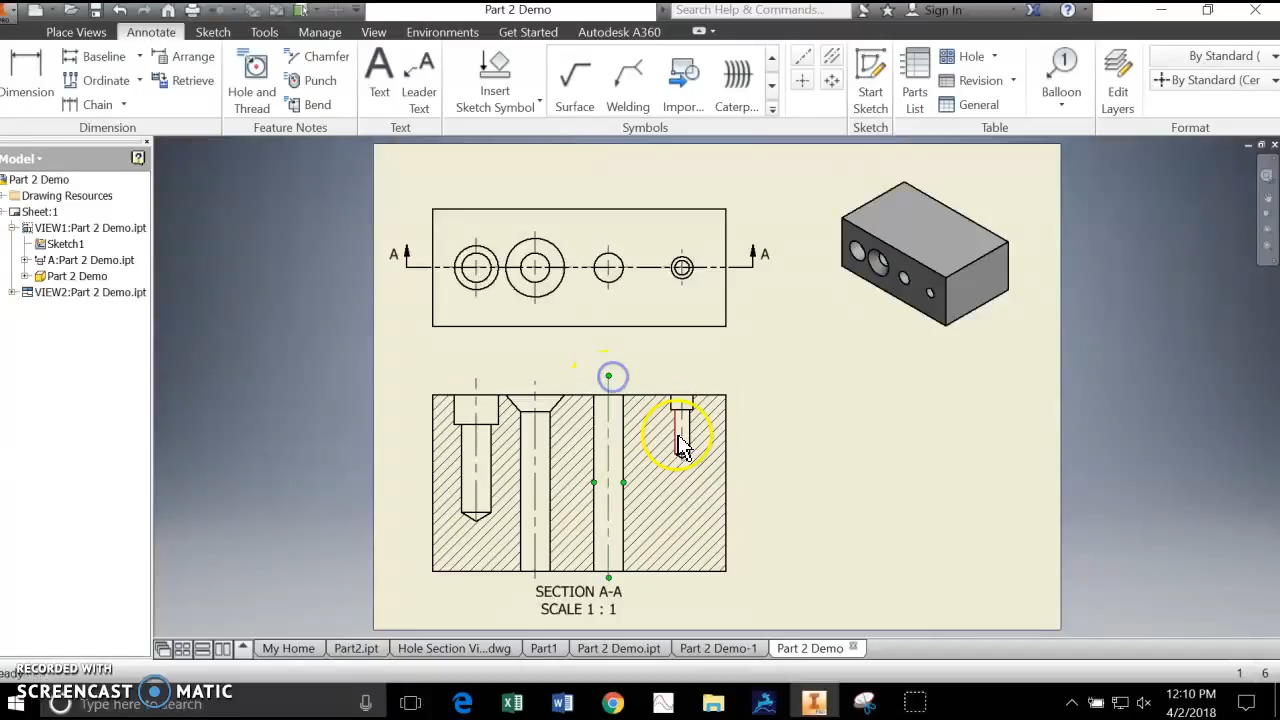 PRO
Part 2 Demo
Search Help & Commands...
Sign In
Place Views
Annotate
Sketch
Tools
Manage
View
Environments
Get Started
Autodesk A360
Dimension
Baseline
Ordinate
Chain
Arrange
Retrieve
Dimension
Hole and Thread
Chamfer
Punch
Bend
Feature Notes
Text
Leader Text
Text
Insert Sketch Symbol
Surface
Welding
Impor...
Caterp...
Symbols
Start Sketch
Sketch
Parts List
Hole
Revision
General
Table
Balloon
Edit Layers
By Standard (
By Standard (Cer
Format
Model
Part 2 Demo
Drawing Resources
Sheet:1
VIEW1:Part 2 Demo.ipt
Sketch1
A:Part 2 Demo.ipt
Part 2 Demo
VIEW2:Part 2 Demo.ipt
A
A
SECTION A-A
SCALE 1 : 1
My Home
Part2.ipt
Hole Section Vi...dwg
Part1
Part 2 Demo.ipt
Part 2 Demo-1
Part 2 Demo
1
6
RECORDED WITH
SCREENCAST MATIC
Type here to search
12:10 PM
4/2/2018